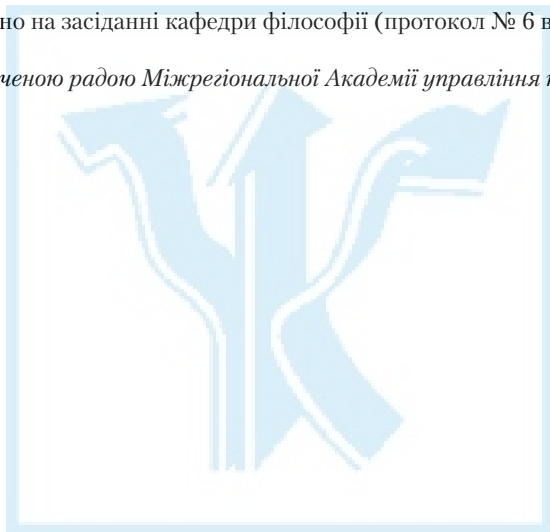 но на засіданні кафедри філософії (протокол № 6 в
ченою радою Міжрегіональної Академії управління